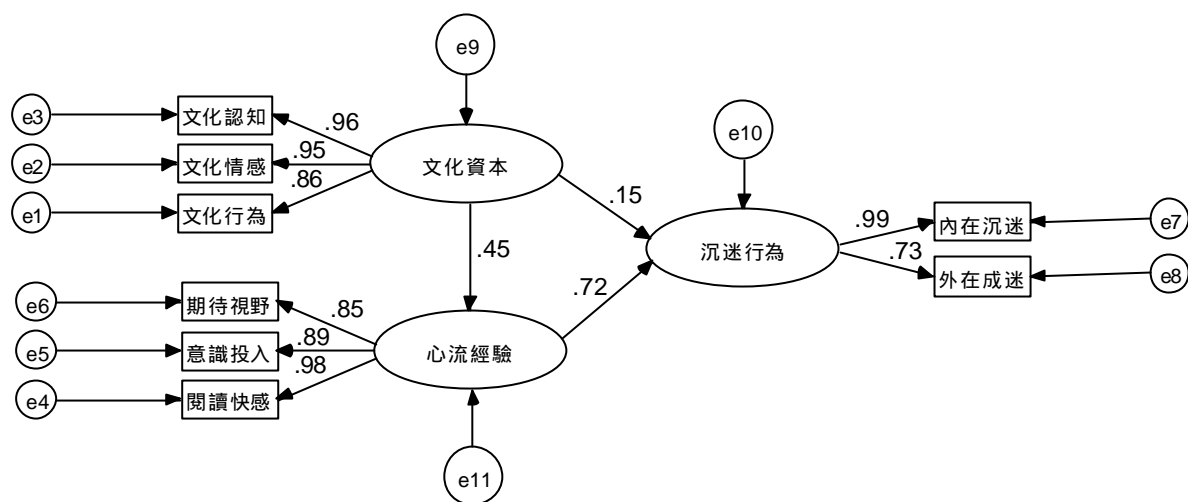 e9
e3
文化認知
.96
e10
e2
文化情感
.95
文化資本
e1
文化行為
.86
.15
.99
內在沉迷
e7
沉迷行為
.73
外在成迷
e8
.45
.72
e6
期待視野
.85
e5
意識投入
.89
心流經驗
e4
閱讀快感
.98
e11